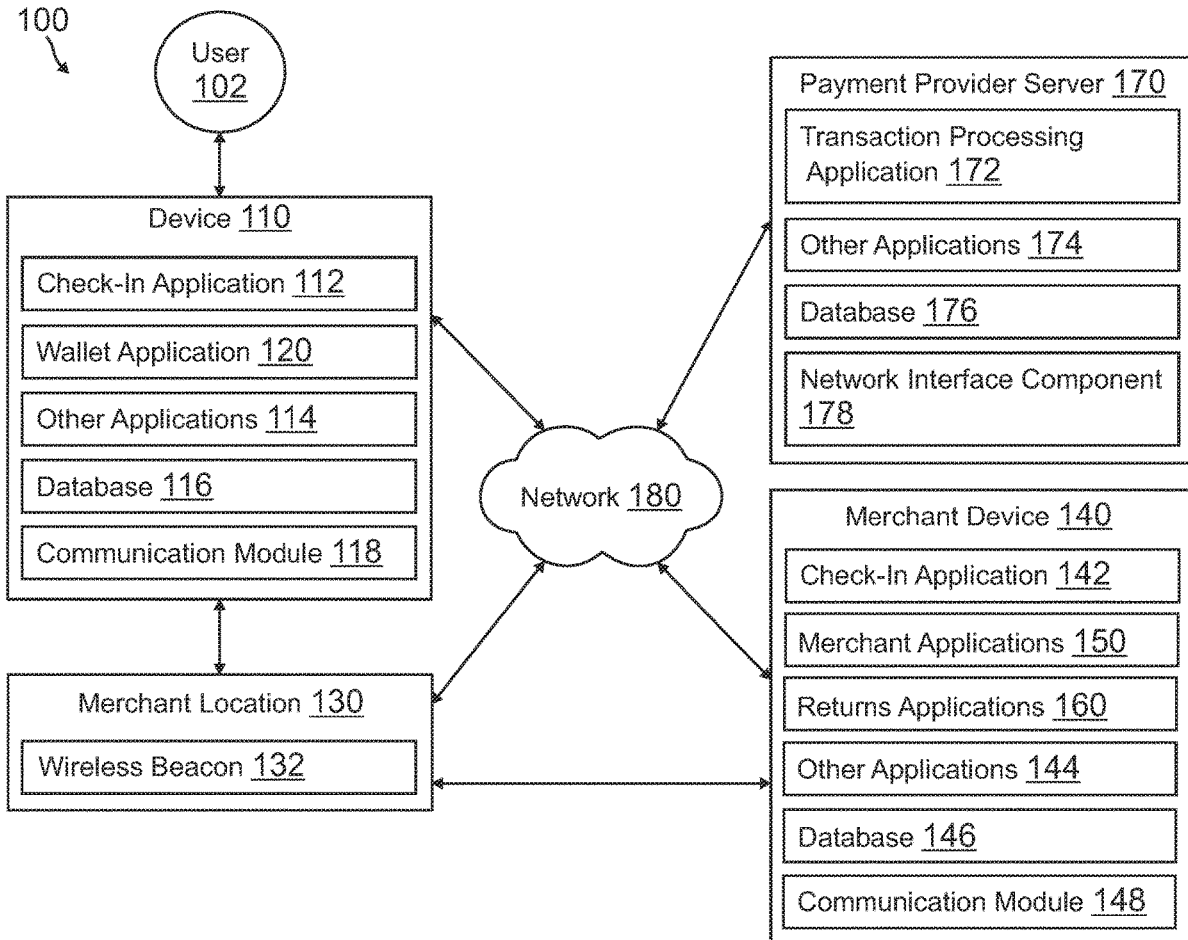 100
User
102
Device 110
Check-In Application 112
Wallet Application 120
Other Applications 114
Database 116
Communication Module 118
Merchant Location 130
Wireless Beacon 132
Network 180
Payment Provider Server 170
Transaction Processing
Application 172
Other Applications 174
Database 176
Network Interface Component
178
Merchant Device 140
Check-In Application 142
Merchant Applications 150
Returns Applications 160
Other Applications 144
Database 146
Communication Module 148